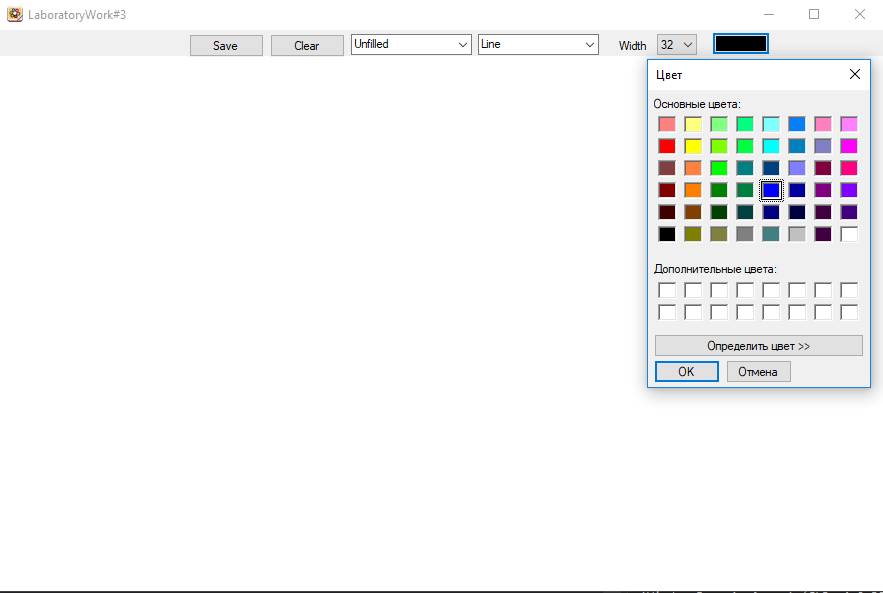 LaboratoryWork#3
Save Clear Unfilled Line Width 32
Цвет
Основные цвета:
Дополнительные цвета:
Определить цвет >>
OK Отмена